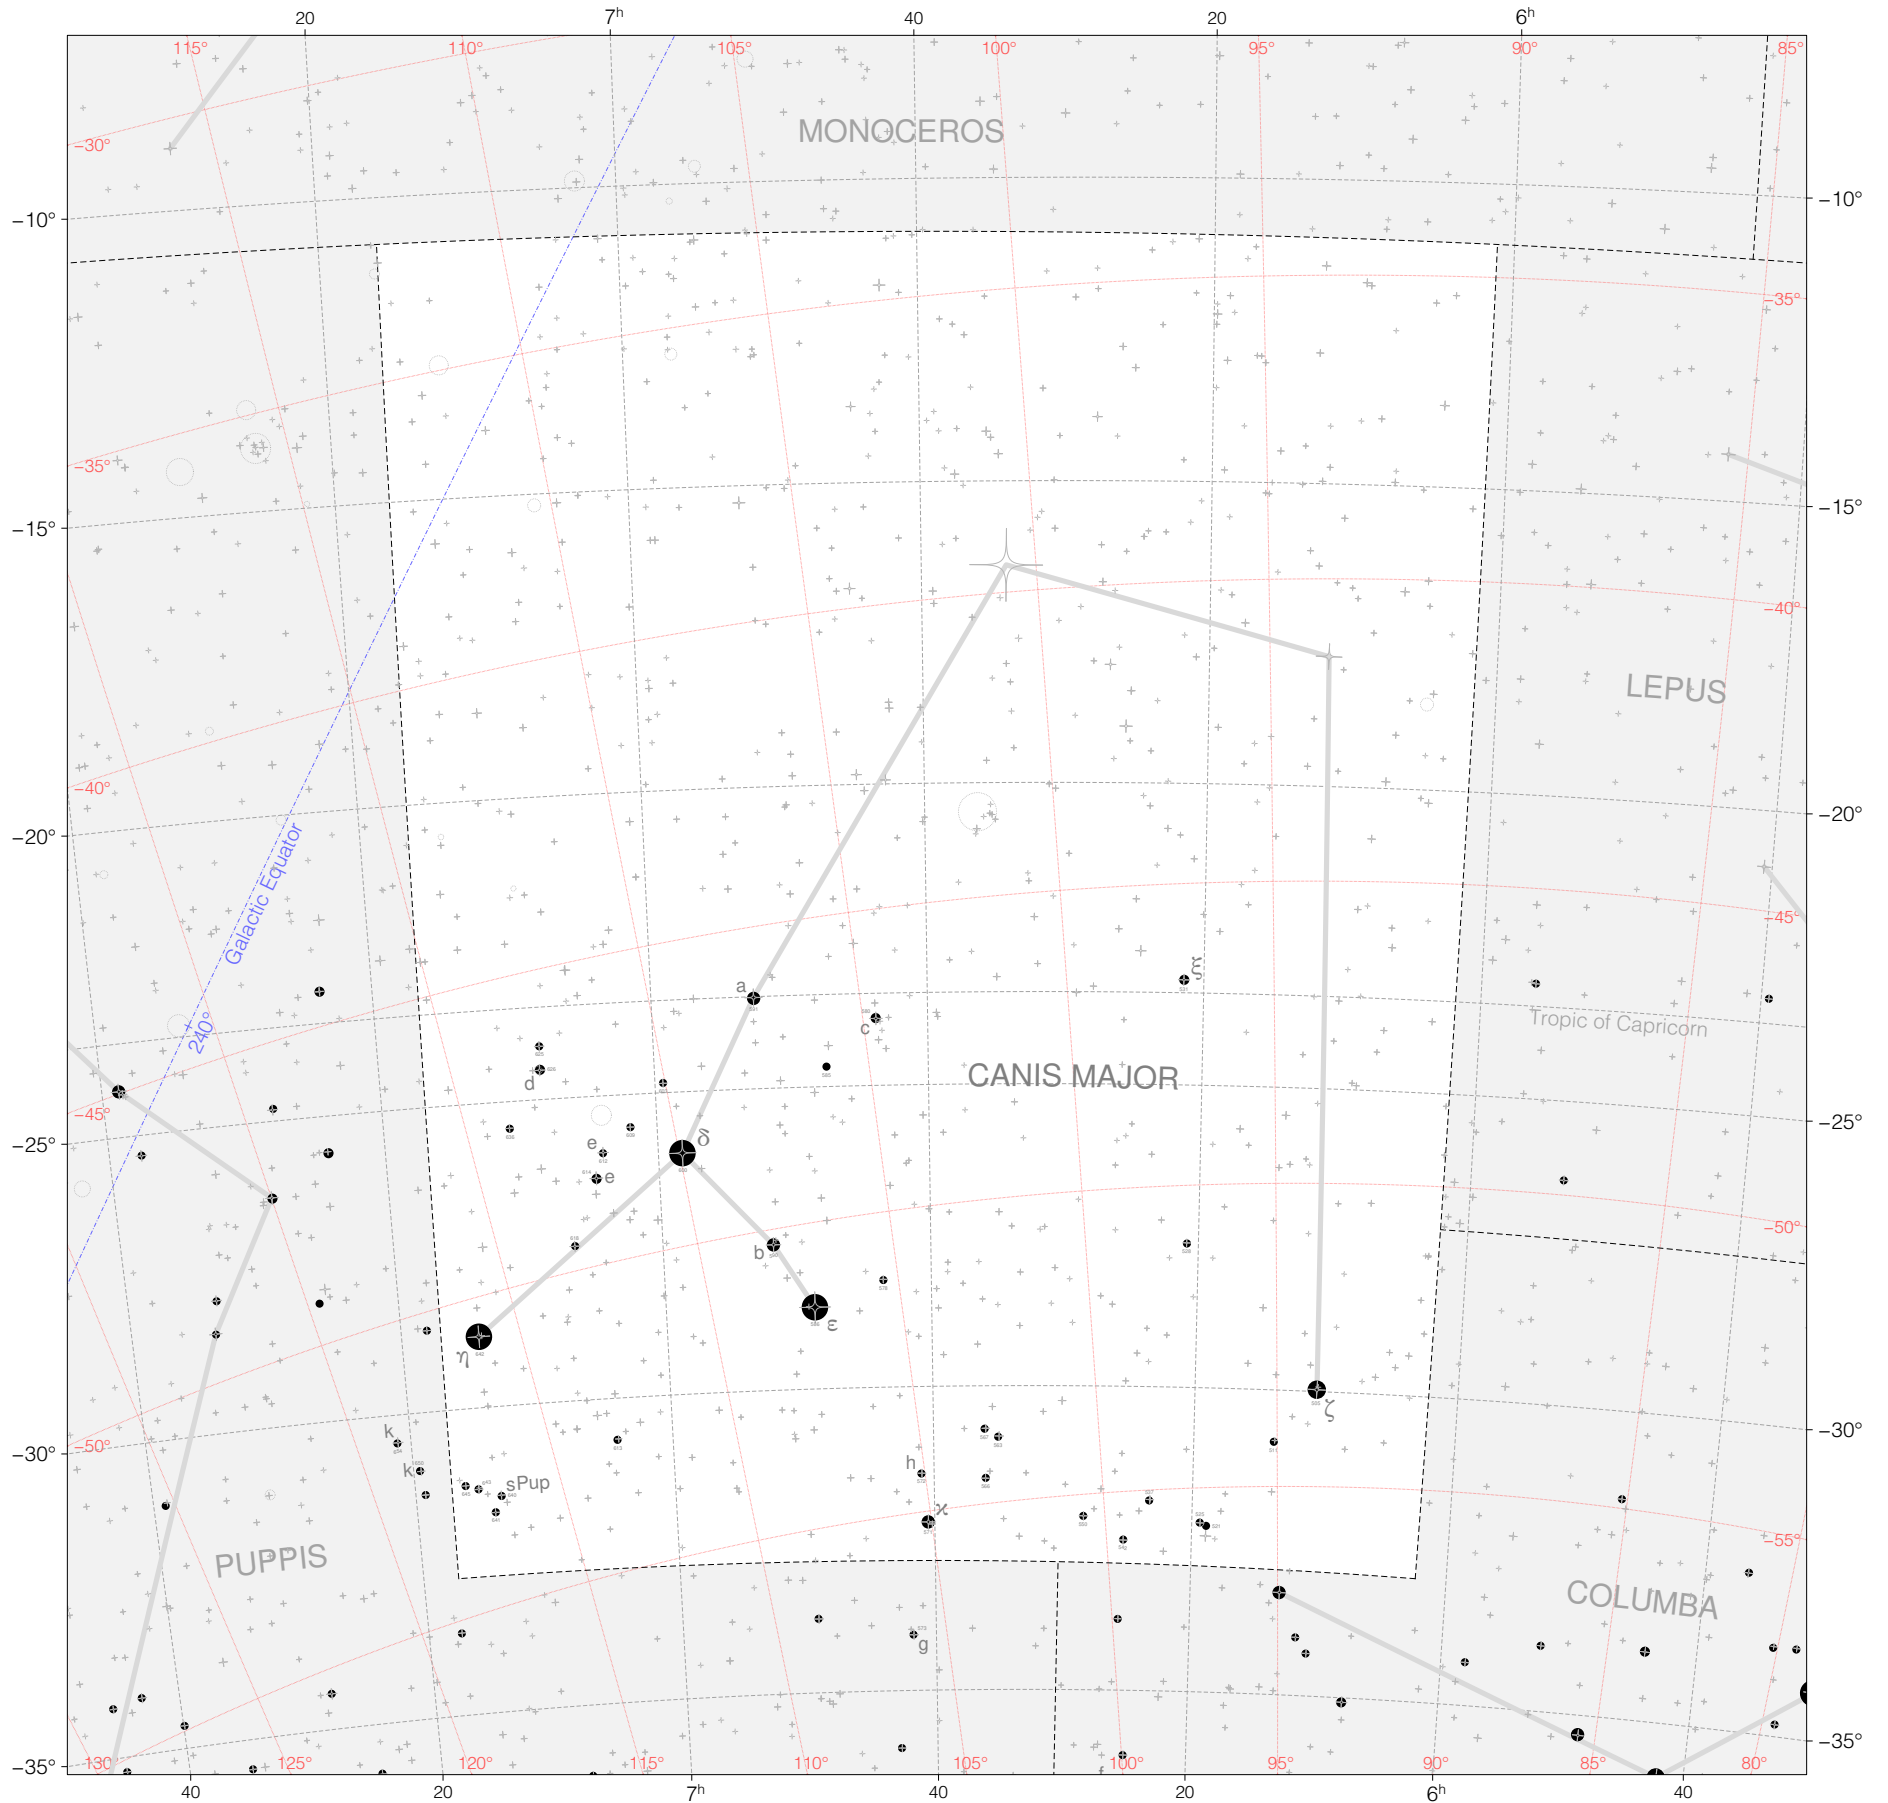 20 7h 40 20 6h
115° 110° 105° 100° 95° 90° 85°
MONOCEROS
−30°
−10° −10°
−35°
−35°
−15° −15°
−40°
LEPUS
−40°
−20° −20°
Galactic Equator
−45°
a
ξ
c
240°
Tropic of Capricorn
d
CANIS MAJOR
−45°
−25° −25°
δ
e
e
−50°
b
ε
η
ζ
−30° −30°
k
−50°
k
h
sPup
ϰ
−55°
PUPPIS
COLUMBA
g
−35° −35°
130° 125° 120° 115° 110° 105° 100° 95° 90° 85° 80°
40 20 7h 40 20 6h 40